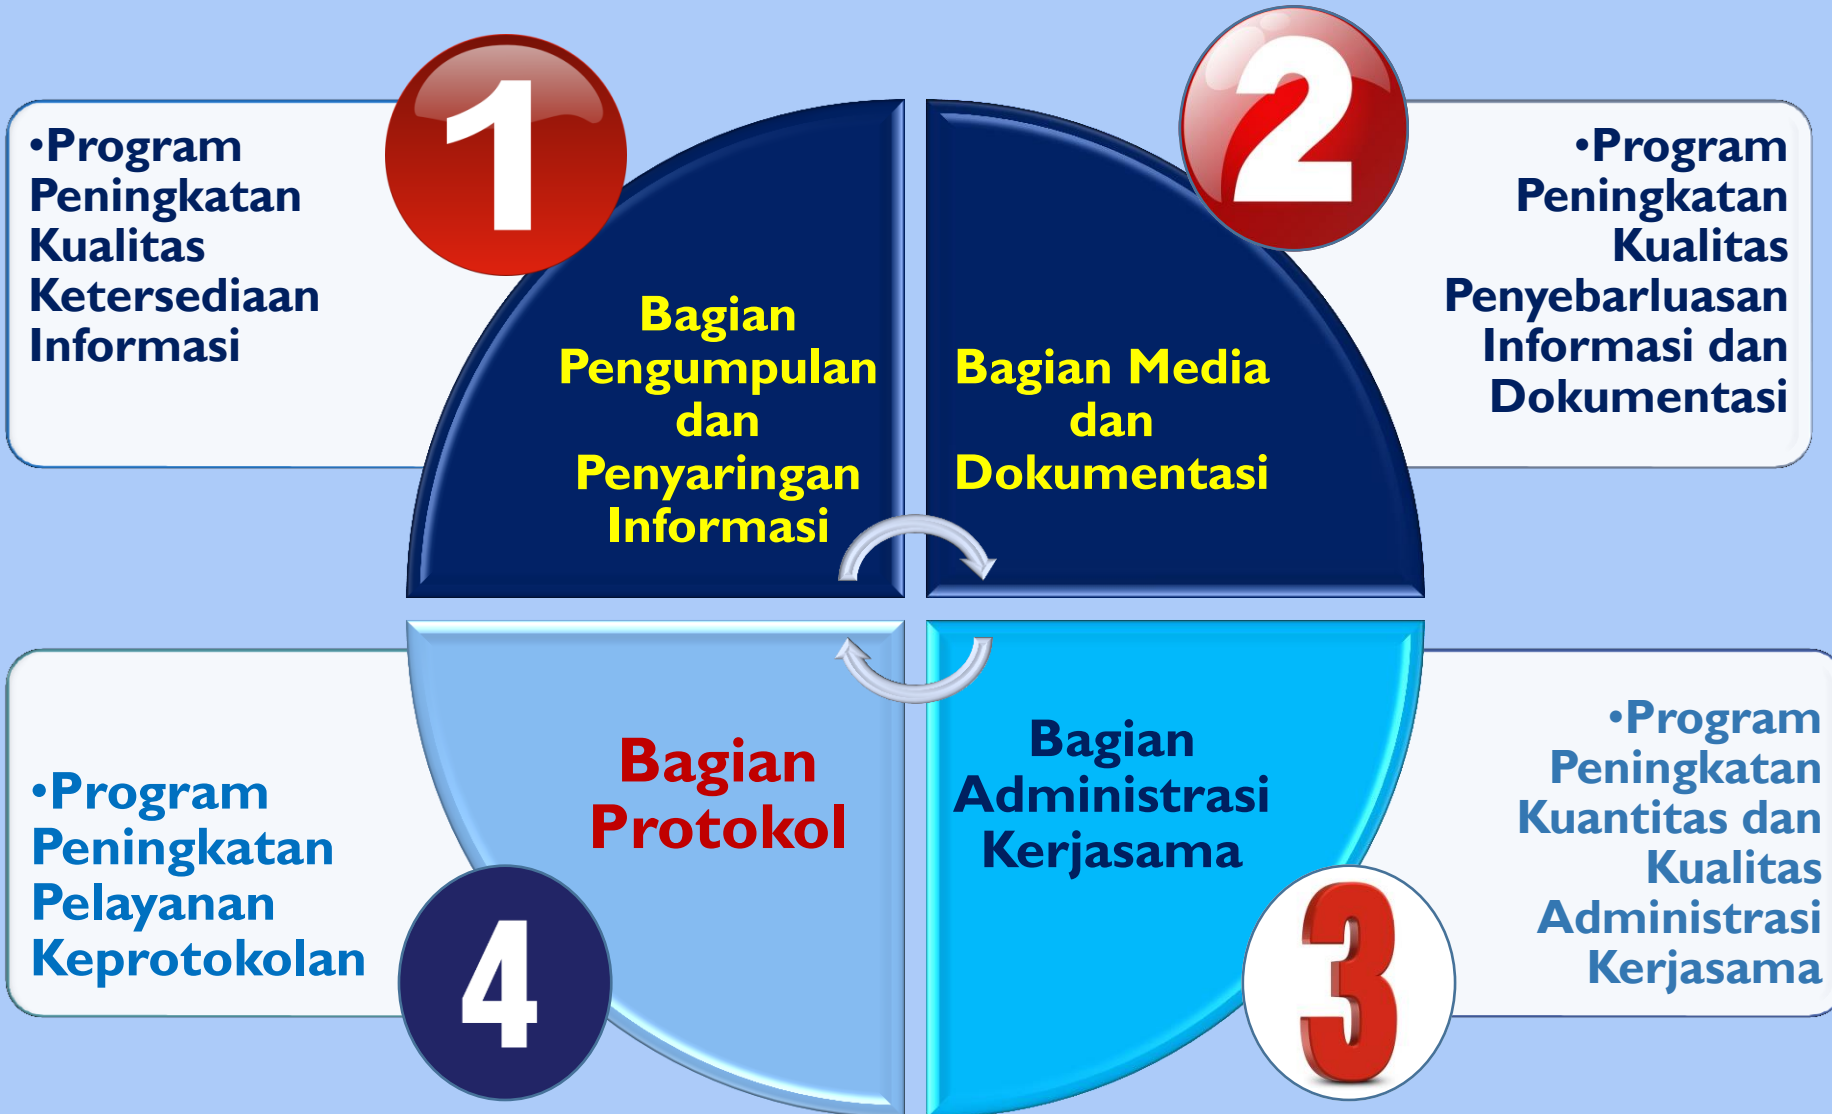 1
•Program
Peningkatan
Kualitas
Ketersediaan
Informasi
Bagian
Pengumpulan
dan
Penyaringan
Informasi
2
•Program
Peningkatan
Kualitas
Penyebarluasan
Informasi dan
Dokumentasi
Bagian Media
dan
Dokumentasi
Bagian
Administrasi
Kerjasama
3
•Program
Peningkatan
Kuantitas dan
Kualitas
Administrasi
Kerjasama
Bagian
Protokol
4
•Program
Peningkatan
Pelayanan
Keprotokolan